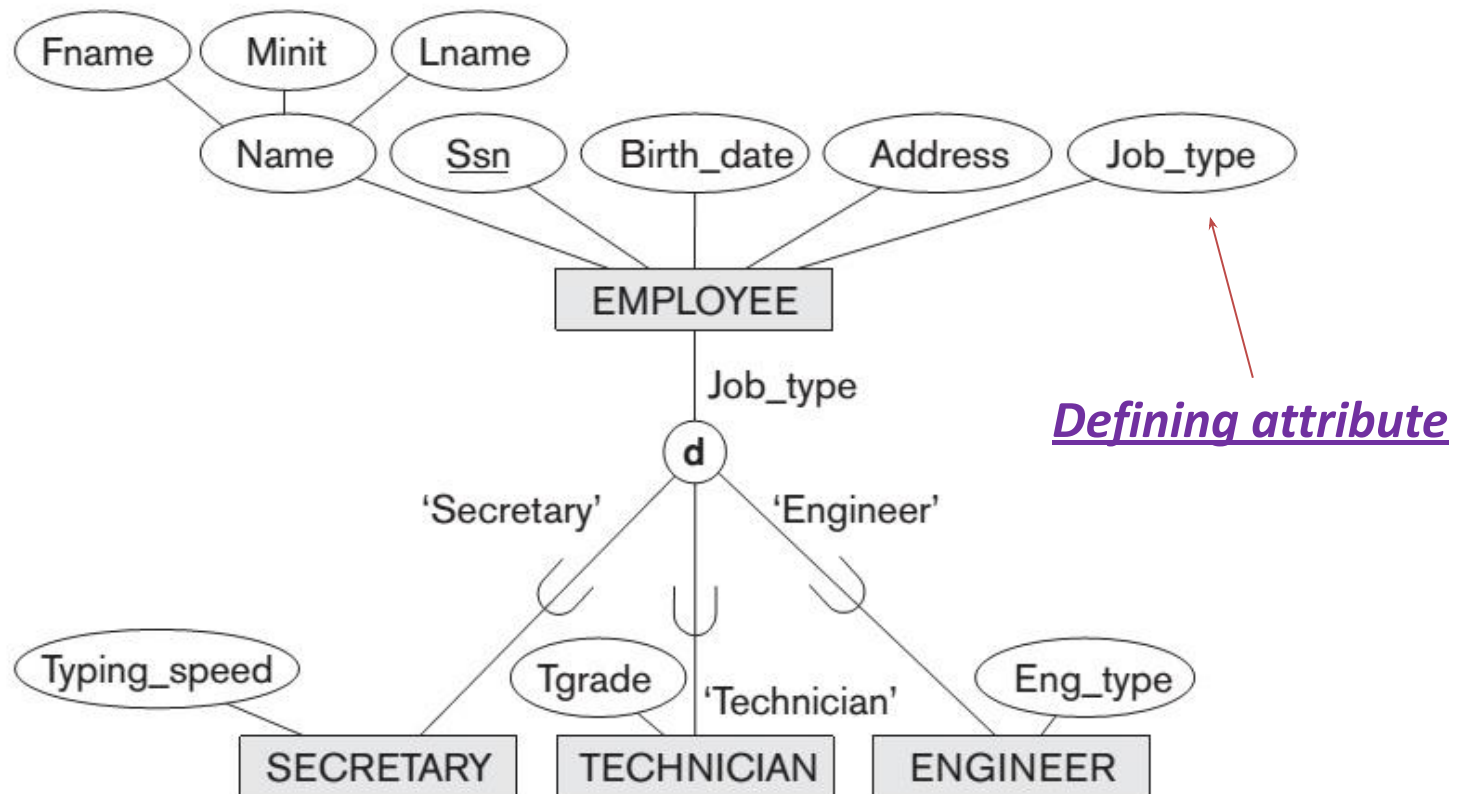 Fname Minit Lname
Name Ssn Birth_date Address Job_type
EMPLOYEE
Job_type
Defining attribute
d
‘Secretary’ ‘Engineer’
Typing_speed Tgrade ‘Technician’ Eng_type
SECRETARY TECHNICIAN ENGINEER